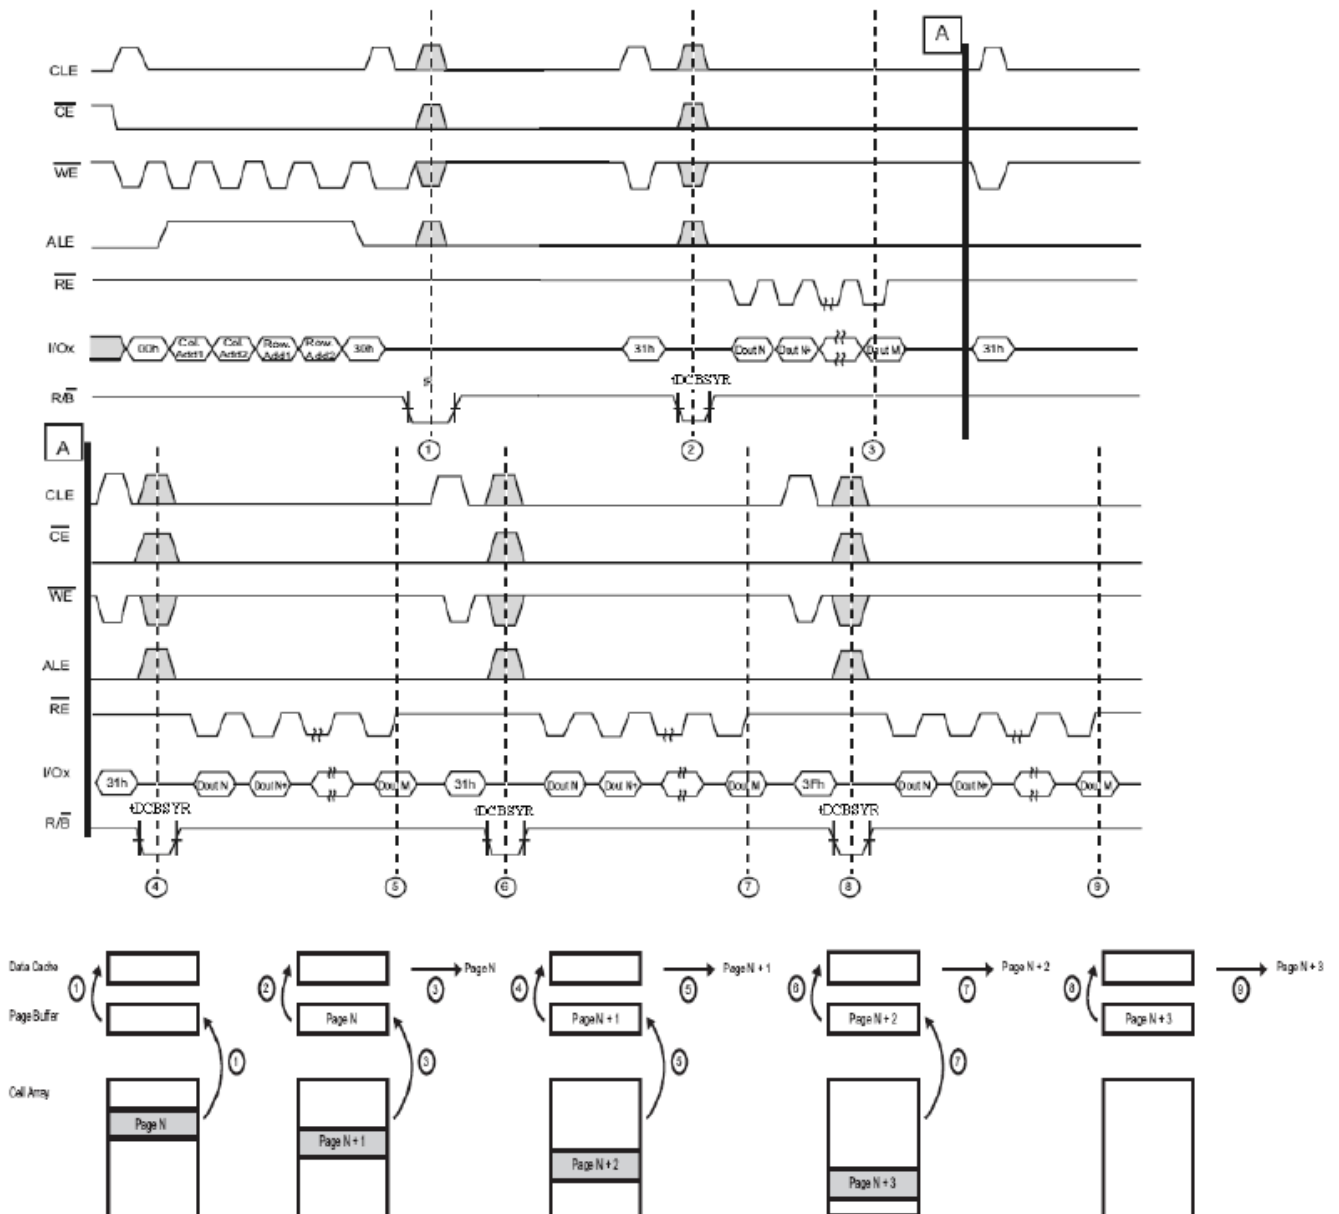 A
CLE
CE
WE
ALE
RE
I/Ox 00h Col. Add1 Col. Add2 Row. Add1 Row. Add2 30h 31h Dout N Dout N+ Dout M 31h
tDCBSYR
R/B
1 2 3
A
CLE
CE
WE
ALE
RE
I/Ox 31h Dout N Dout N+ Dout M 31h Dout N Dout N+ Dout M 3Fh Dout N Dout N+ Dout M
tDCBSYR tDCBSYR tDCBSYR
R/B
4 5 6 7 8 9
Data Cache 1 2 3 Page N 4 5 Page N + 1 6 7 Page N + 2 8 9 Page N + 3
Page Buffer Page N Page N + 1 Page N + 2 Page N + 3
1 3 5 7
Cell Array
Page N Page N + 1 Page N + 2 Page N + 3